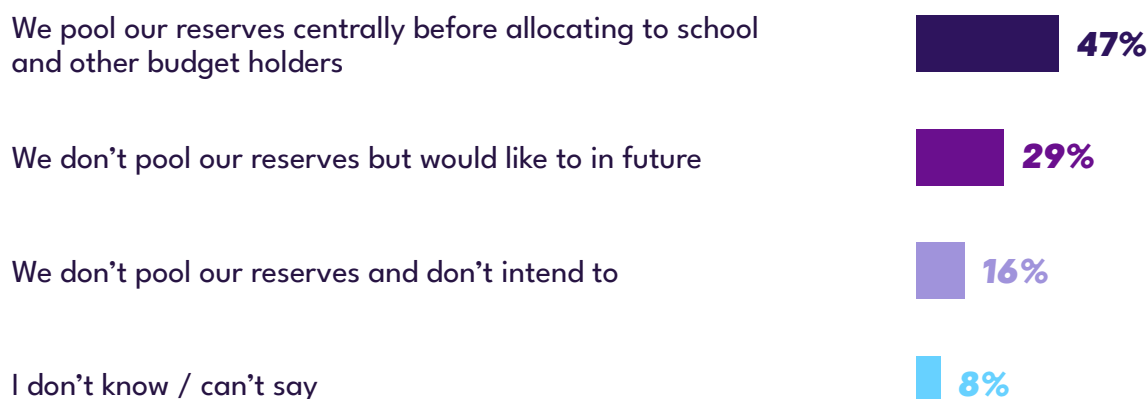 We pool our reserves centrally before allocating to school
and other budget holders
47%
We don’t pool our reserves but would like to in future
29%
We don’t pool our reserves and don’t intend to
16%
I don’t know / can’t say
8%